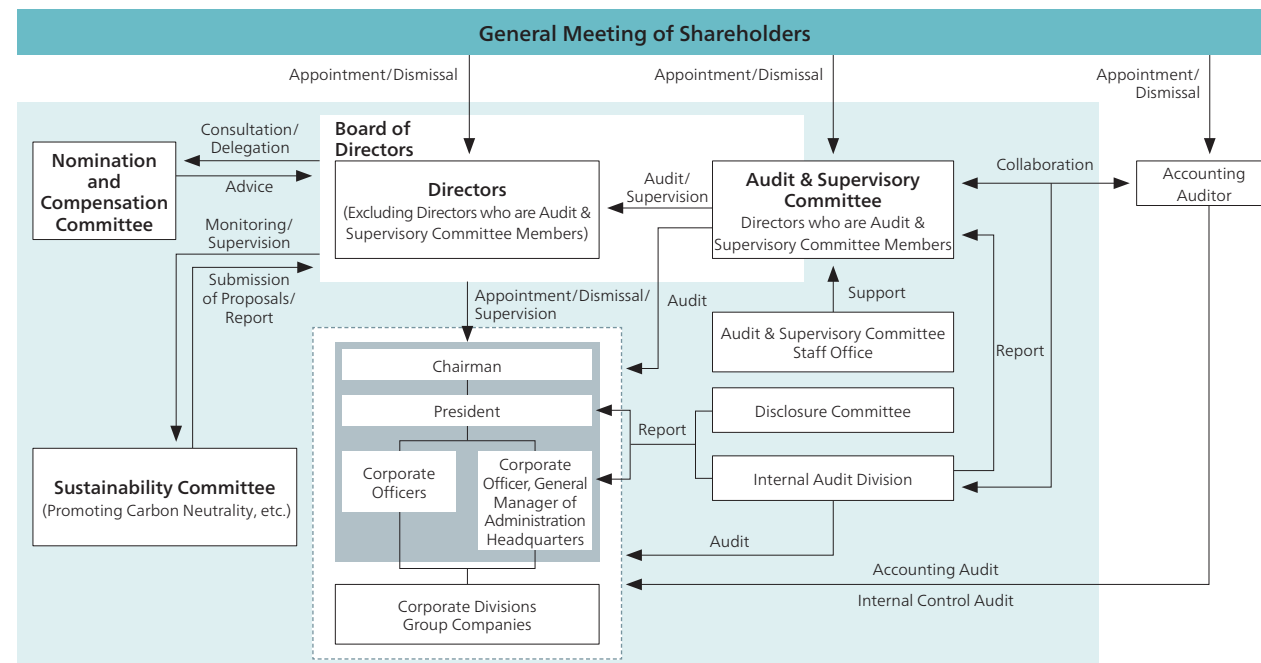 General Meeting of Shareholders
Appointment/Dismissal
Appointment/Dismissal
Appointment/
Dismissal
Consultation/
Delegation
Board of
Directors
Nomination
and
Compensation
Committee
Advice
Directors
(Excluding Directors who are Audit &
Supervisory Committee Members)
Audit/
Supervision
Audit & Supervisory
Committee
Directors who are Audit &
Supervisory Committee Members
Collaboration
Accounting
Auditor
Monitoring/
Supervision
Submission
of Proposals/
Report
Appointment/Dismissal/
Supervision
Audit
Support
Audit & Supervisory Committee
Staff Office
Report
Chairman
President
Report
Disclosure Committee
Corporate
Officers
Corporate
Officer, General
Manager of
Administration
Headquarters
Internal Audit Division
Sustainability Committee
(Promoting Carbon Neutrality, etc.)
Audit
Accounting Audit
Internal Control Audit
Corporate Divisions
Group Companies